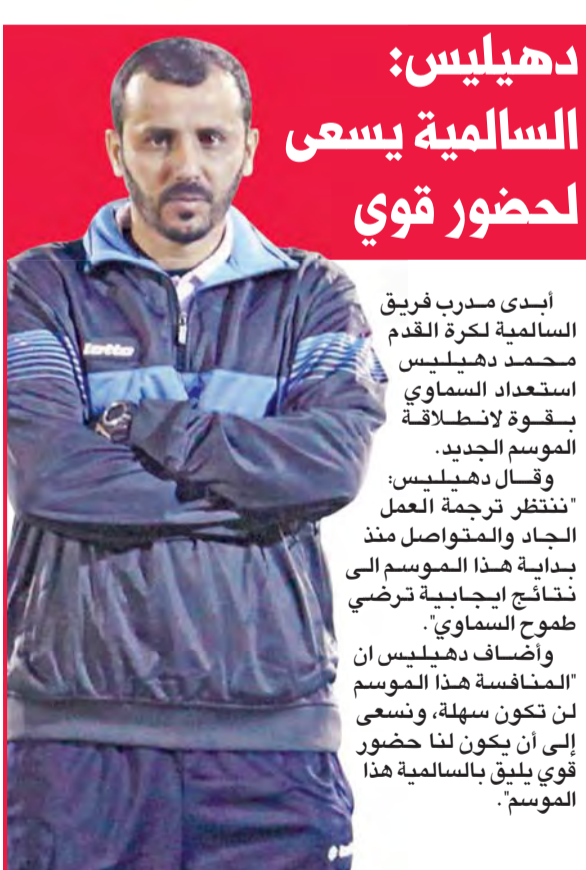 دهيليس:
السالمية يسعى
لحضور قوي
أبدى مدرب فريق
السالمية لكرة القدم
محمد دهيليس
استعداد السماوي
بقوة لانطلاقة
الموسم الجديد.
وقال دهيليس:
"ننتظر ترجمة العمل
الجاد والمتواصل منذ
بداية هذا الموسم الى
نتائج ايجابية ترضي
طموح السماوي".
وأضاف دهيليس ان
"المنافسة هذا الموسم
لن تكون سهلة، ونسعى
إلى أن يكون لنا حضور
قوي يليق بالسالمية هذا
الموسم".
lotto